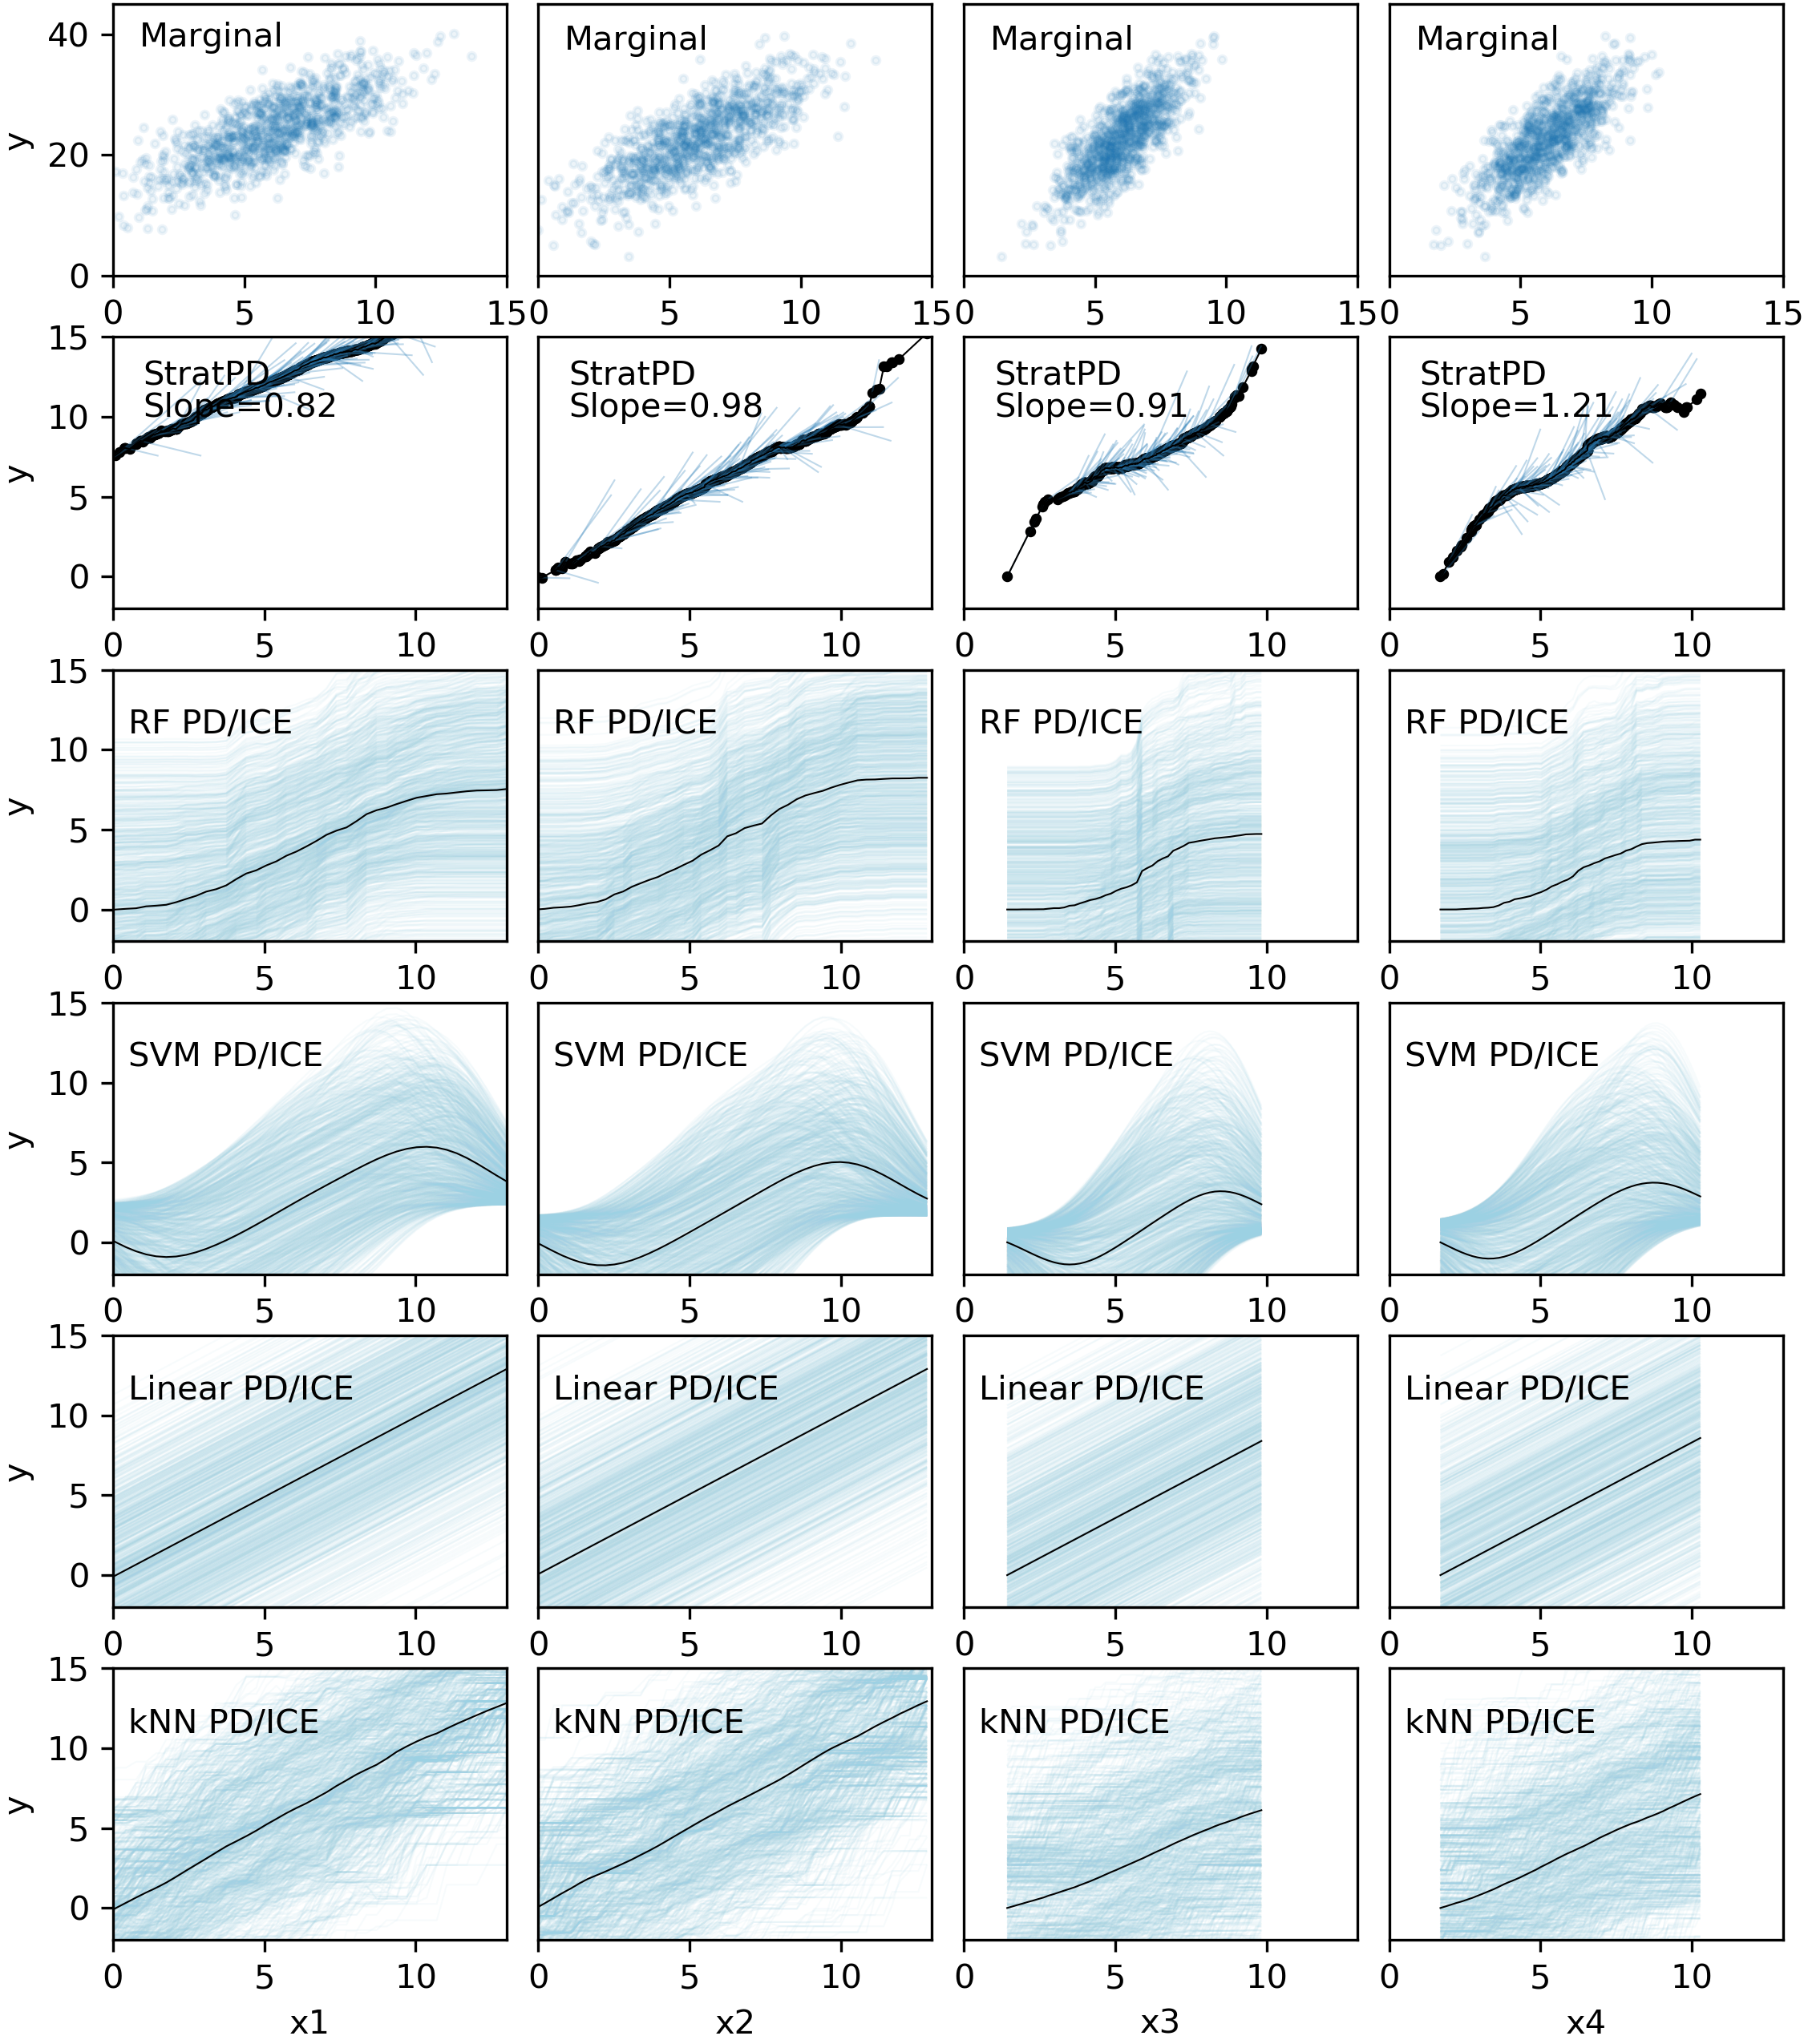 Marginal Marginal Marginal Marginal
y
40
20
0
0 5 10 15 0 5 10 15 0 5 10 15 0 5 10 15
StratPD StratPD StratPD StratPD
Slope=0.82 Slope=0.98 Slope=0.91 Slope=1.21
y
15
10
5
0
0 5 10 0 5 10 0 5 10 0 5 10
RF PD/ICE RF PD/ICE RF PD/ICE RF PD/ICE
y
15
10
5
0
0 5 10 0 5 10 0 5 10 0 5 10
SVM PD/ICE SVM PD/ICE SVM PD/ICE SVM PD/ICE
y
15
10
5
0
0 5 10 0 5 10 0 5 10 0 5 10
Linear PD/ICE Linear PD/ICE Linear PD/ICE Linear PD/ICE
y
15
10
5
0
0 5 10 0 5 10 0 5 10 0 5 10
kNN PD/ICE kNN PD/ICE kNN PD/ICE kNN PD/ICE
y
15
10
5
0
0 5 10 0 5 10 0 5 10 0 5 10
x1 x2 x3 x4